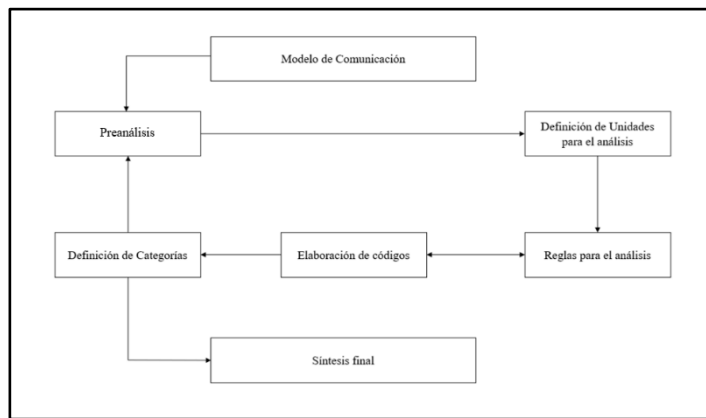 Modelo de Comunicación
Preanálisis
Definición de Unidades
para el análisis
Definición de Categorías
Elaboración de códigos
Reglas para el análisis
Síntesis final